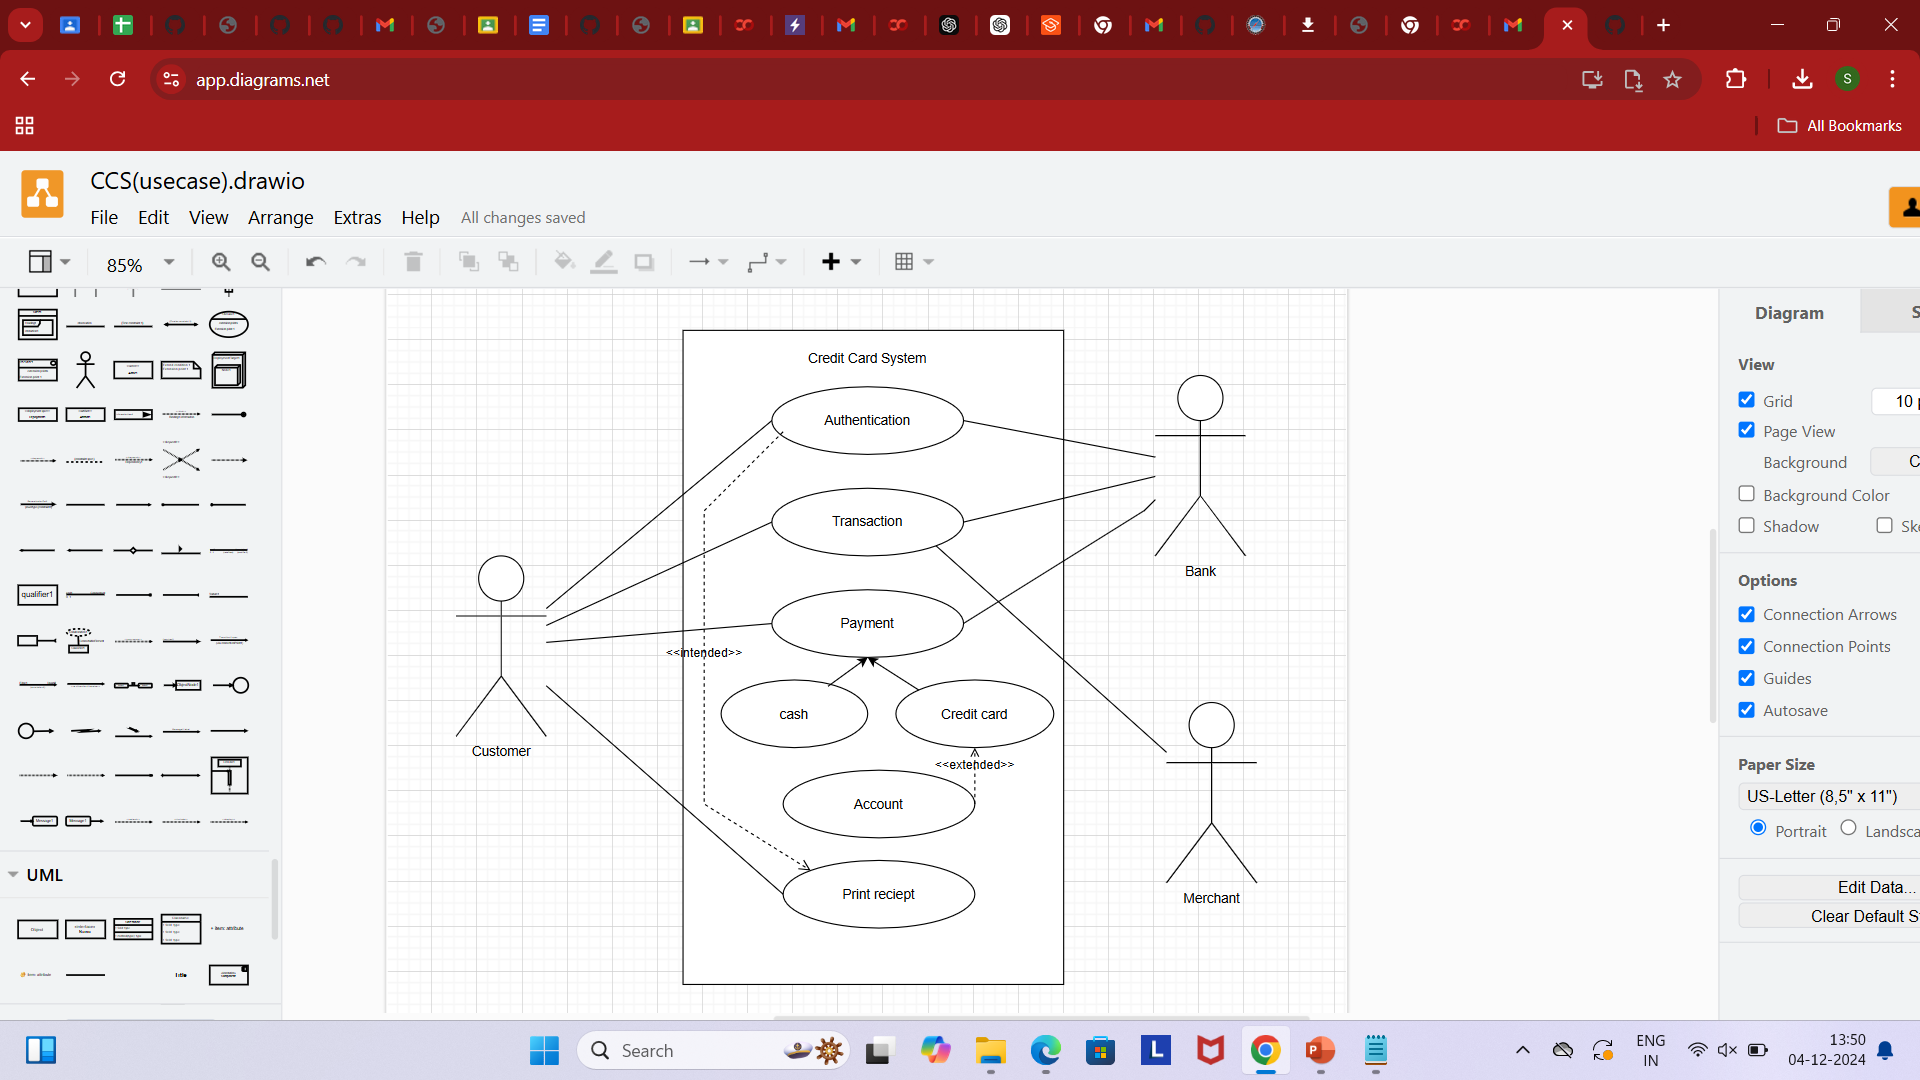 app.diagrams.net
All Bookmarks
CCS(usecase).drawio
File Edit View Arrange Extras Help All changes saved
85%
Credit Card System
Authentication
Transaction
Payment
<<intended>>
cash
Credit card
<<extended>>
Account
Print reciept
Customer
Bank
Merchant
qualifier1
UML
Title
Diagram
S
View
Grid
10 p
Page View
Background
C
Background Color
Shadow
Ske
Options
Connection Arrows
Connection Points
Guides
Autosave
Paper Size
US-Letter (8,5" x 11")
Portrait
Landsca
Edit Data...
Clear Default S
Search
ENG
IN
13:50
04-12-2024